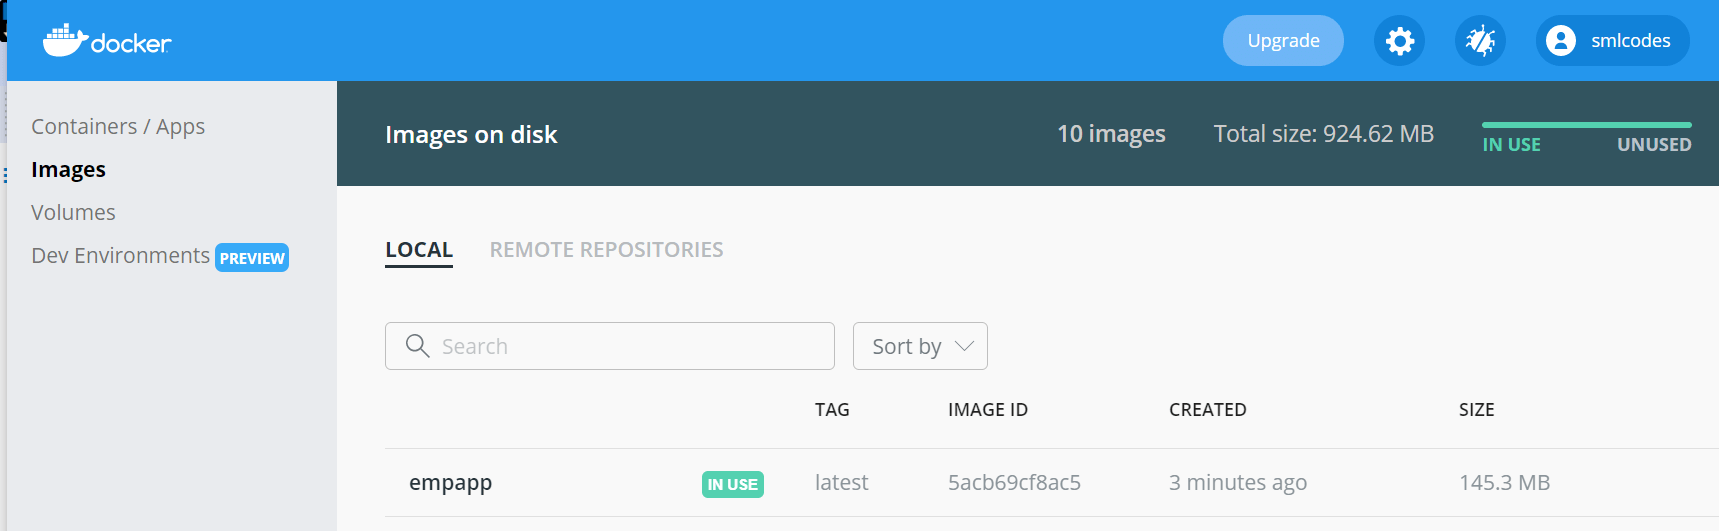 docker
Upgrade
smlcodes
Containers / Apps
Images
Volumes
Dev Environments PREVIEW
Images on disk
10 images
Total size: 924.62 MB
IN USE
UNUSED
LOCAL
REMOTE REPOSITORIES
Search
Sort by
TAG IMAGE ID CREATED SIZE
empapp IN USE latest 5acb69cf8ac5 3 minutes ago 145.3 MB